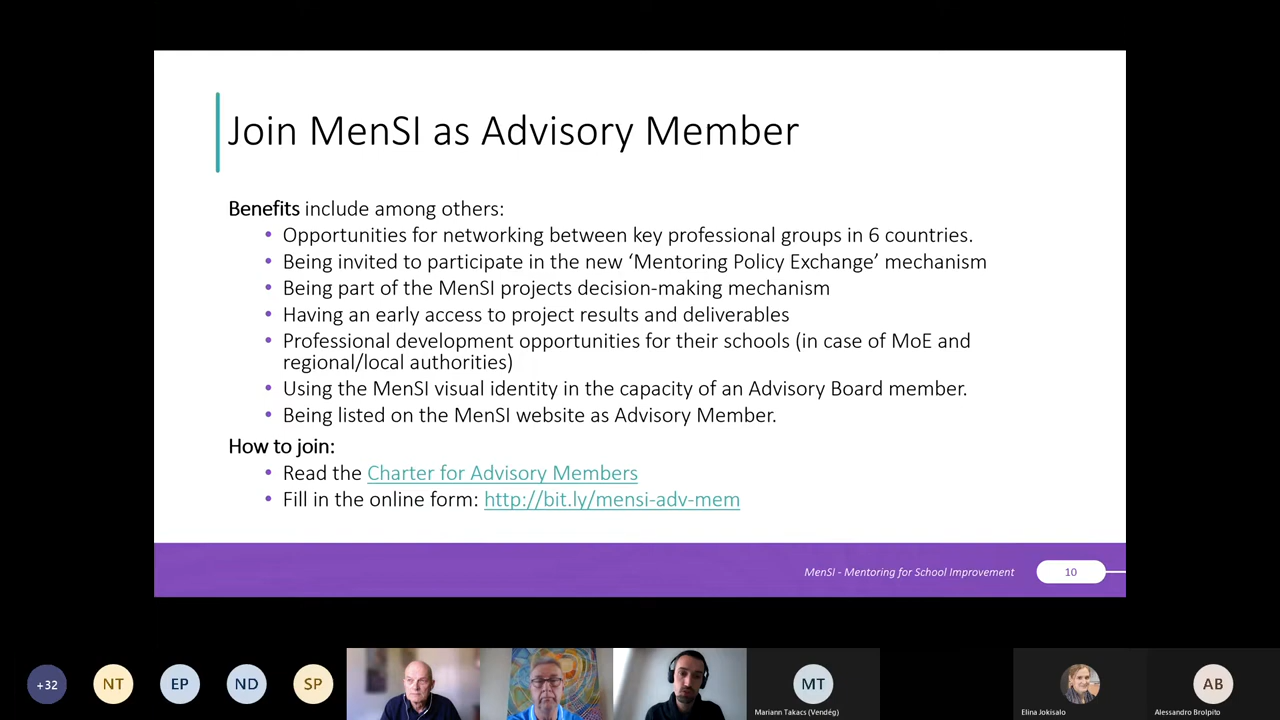 Join MenSI as Advisory Member
Benefits include among others:
• Opportunities for networking between key professional groups in 6 countries.
• Being invited to participate in the new ‘Mentoring Policy Exchange’ mechanism
• Being part of the MenSI projects decision-making mechanism
• Having an early access to project results and deliverables
• Professional development opportunities for their schools (in case of MoE and
regional/local authorities)
• Using the MenSI visual identity in the capacity of an Advisory Board member.
• Being listed on the MenSI website as Advisory Member.
How to join:
• Read the Charter for Advisory Members
• Fill in the online form: http://bit.ly/mensi-adv-mem
MenSI - Mentoring for School Improvement
10
+32
NT
EP
ND
SP
MT
Mariann Takacs (Vendég)
Elina Jokisalo
AB
Alessandro Brolpito